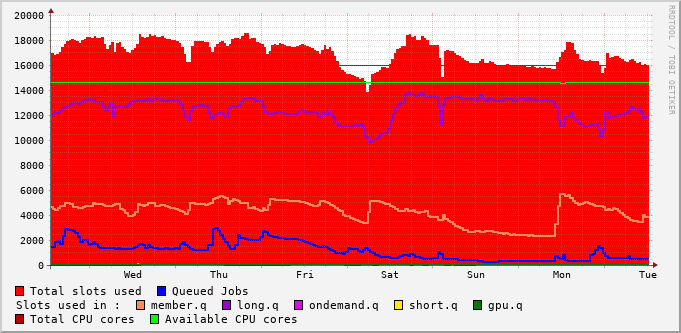 20000
18000
16000
14000
12000
10000
8000
6000
4000
2000
0
Wed Thu Fri Sat Sun Mon Tue
Total slots used Queued Jobs
Slots used in : member.q long.q ondemand.q short.q gpu.q
Total CPU cores Available CPU cores
RRDTOOL / TOBI OETIKER